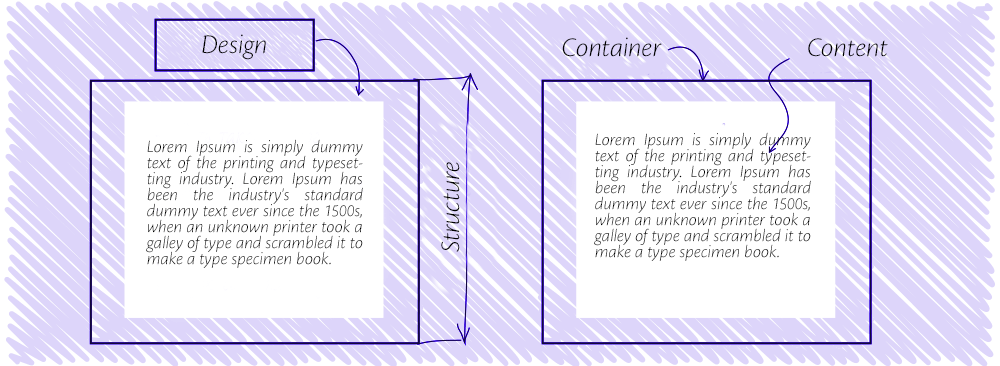 Design
Lorem Ipsum is simply dummy
text of the printing and typeset-
ting industry. Lorem Ipsum has
been the industry's standard
dummy text ever since the 1500s,
when an unknown printer took a
galley of type and scrambled it to
make a type specimen book.
Structure
Container
Content
Lorem Ipsum is simply dummy
text of the printing and typeset-
ting industry. Lorem Ipsum has
been the industry's standard
dummy text ever since the 1500s,
when an unknown printer took a
galley of type and scrambled it to
make a type specimen book.